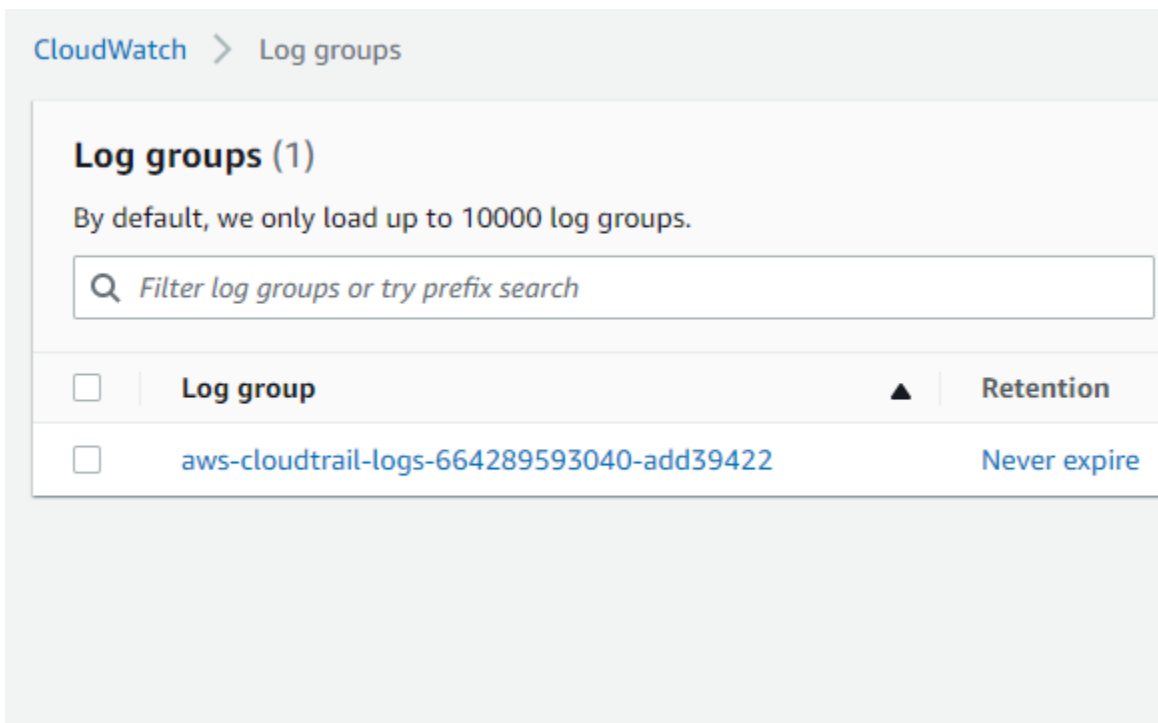 CloudWatch > Log groups
Log groups (1)
By default, we only load up to 10000 log groups.
Filter log groups or try prefix search
Log group ▲ Retention
aws-cloudtrail-logs-664289593040-add39422 Never expire